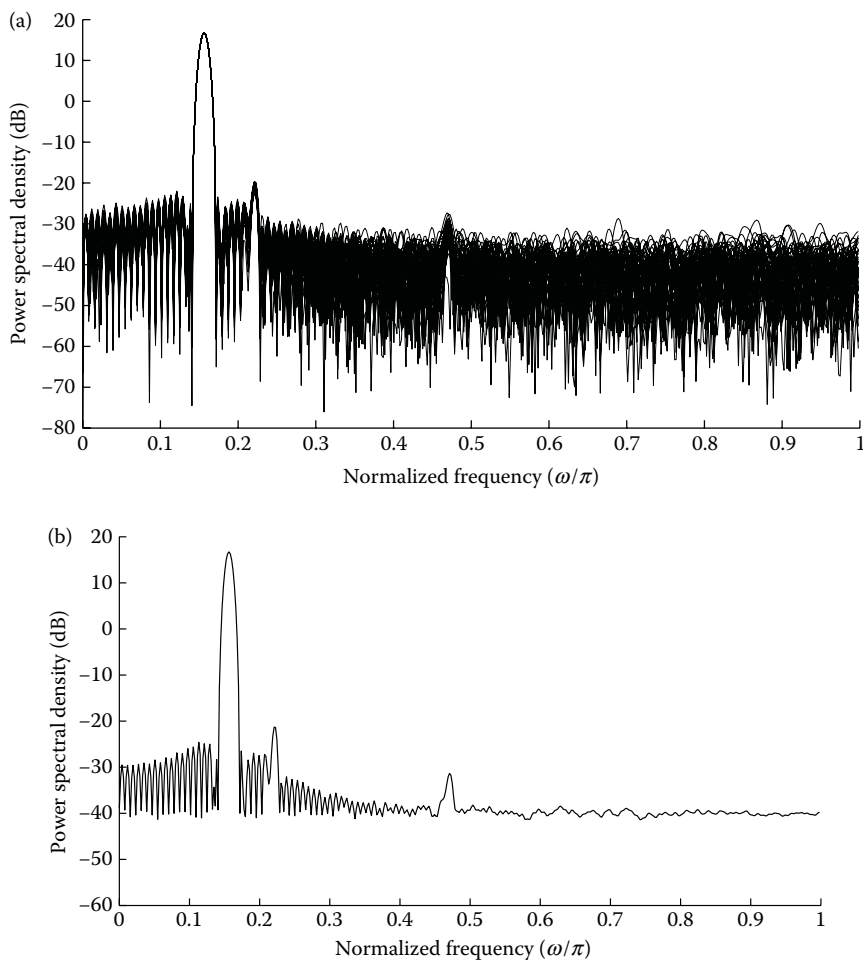 (a)
20
10
0
−10
−20
−30
−40
−50
−60
−70
−80
Power spectral density (dB)
0 0.1 0.2 0.3 0.4 0.5 0.6 0.7 0.8 0.9 1
Normalized frequency (ω/π)
(b)
20
10
0
−10
−20
−30
−40
−50
−60
Power spectral density (dB)
0 0.1 0.2 0.3 0.4 0.5 0.6 0.7 0.8 0.9 1
Normalized frequency (ω/π)